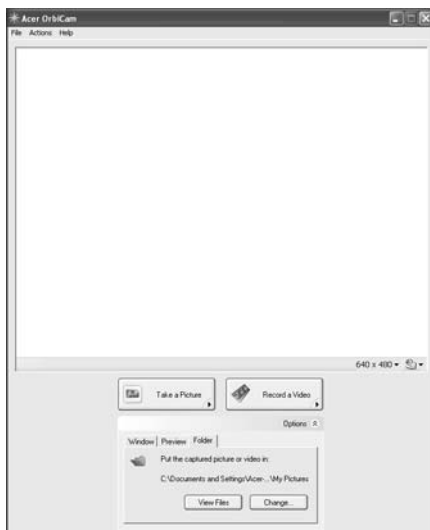 Acer OrbiCam
File Actions Help
640 x 480
Take a Picture Record a Video
Options
Window Preview Folder
Put the captured picture or video in:
C:\Documents and Settings\Acer-...\My Pictures
View Files Change...